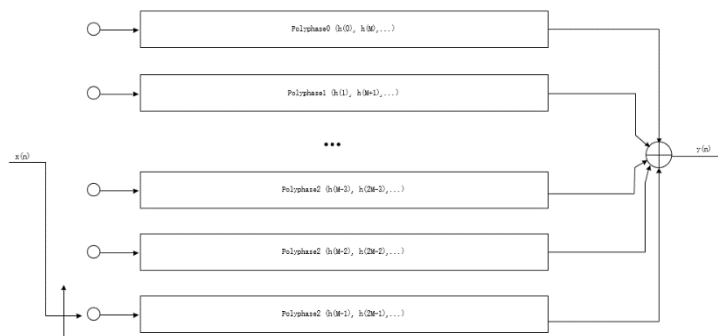 Polyphase0 (h(0), h(M),...)
Polyphase1 (h(1), h(M+1),...)
...
x(n)
y(n)
Polyphase2 (h(M-3), h(2M-3),...)
Polyphase2 (h(M-2), h(2M-2),...)
Polyphase2 (h(M-1), h(2M-1),...)